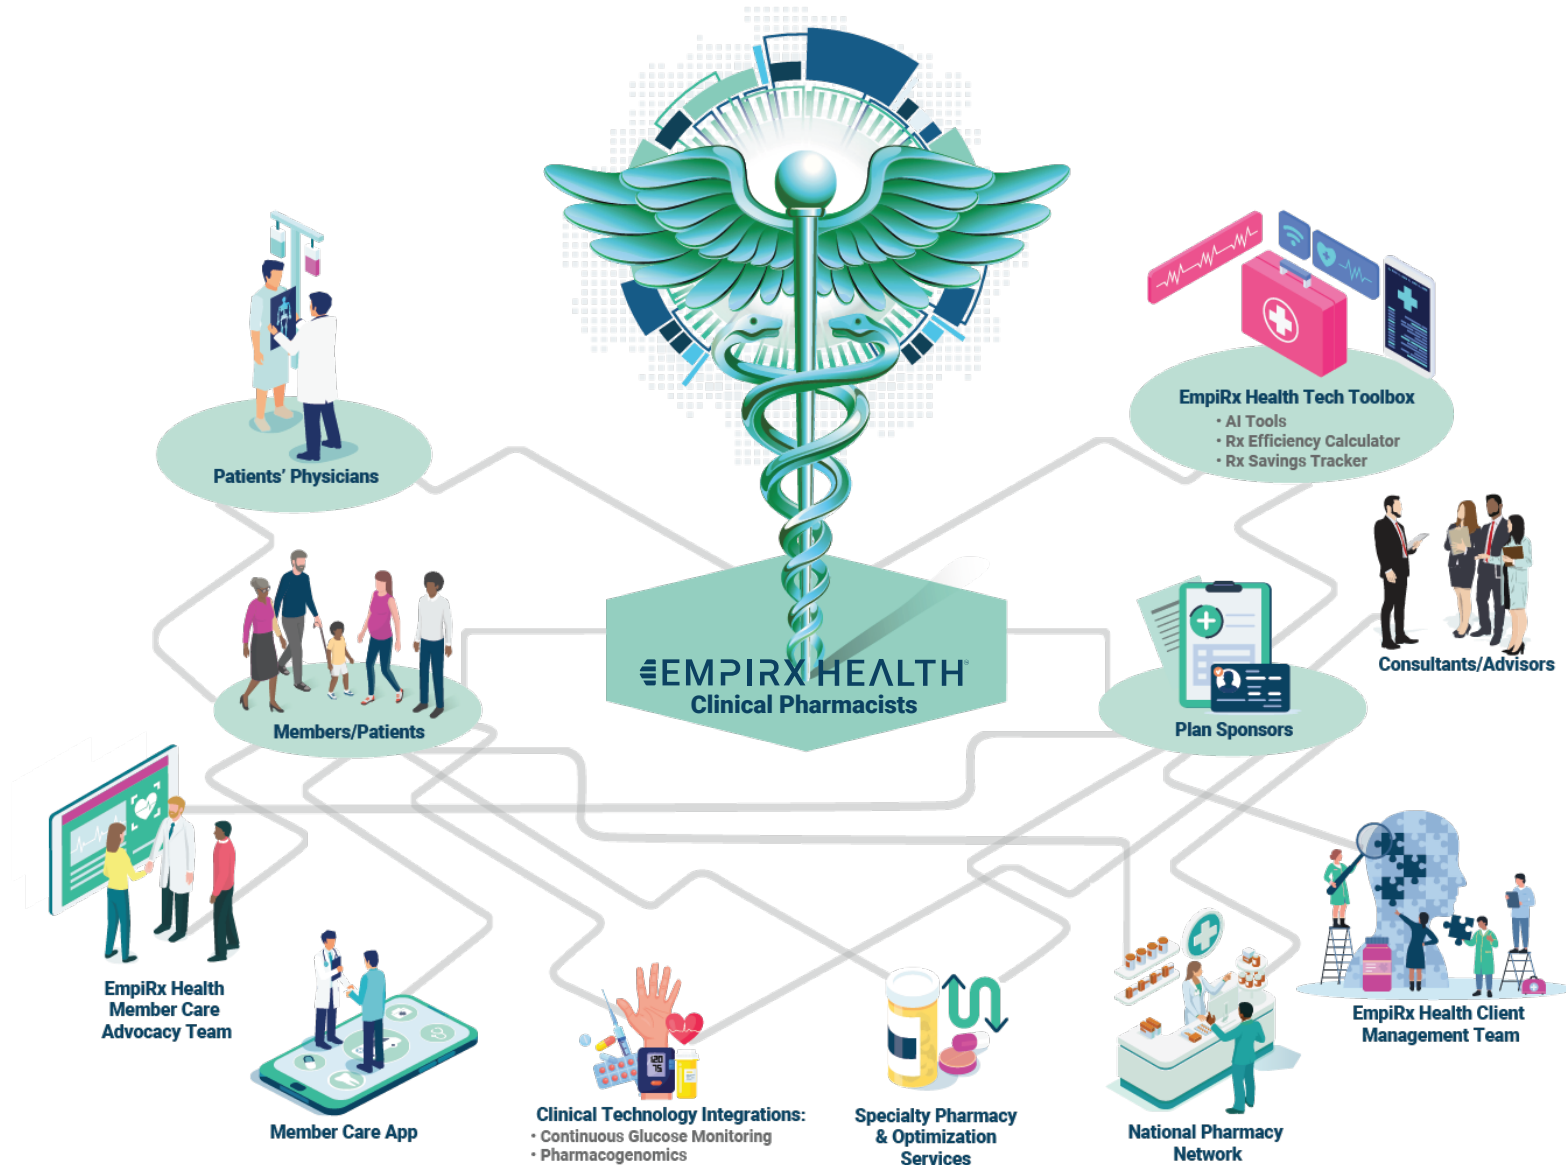 EmpiRx Health Tech Toolbox
• AI Tools
• Rx Efficiency Calculator
• Rx Savings Tracker
Patients’ Physicians
Consultants/Advisors
EMPIRX HEALTH®
Clinical Pharmacists
Members/Patients
Plan Sponsors
EmpiRx Health
Member Care
Advocacy Team
EmpiRx Health Client
Management Team
120
75
Member Care App
Clinical Technology Integrations:
• Continuous Glucose Monitoring
• Pharmacogenomics
Specialty Pharmacy
& Optimization
Services
National Pharmacy
Network